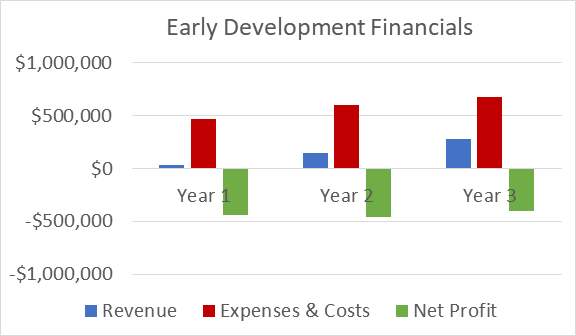 Early Development Financials
$1,000,000
$500,000
$0
Year 1 Year 2 Year 3
-$500,000
-$1,000,000
Revenue Expenses & Costs Net Profit